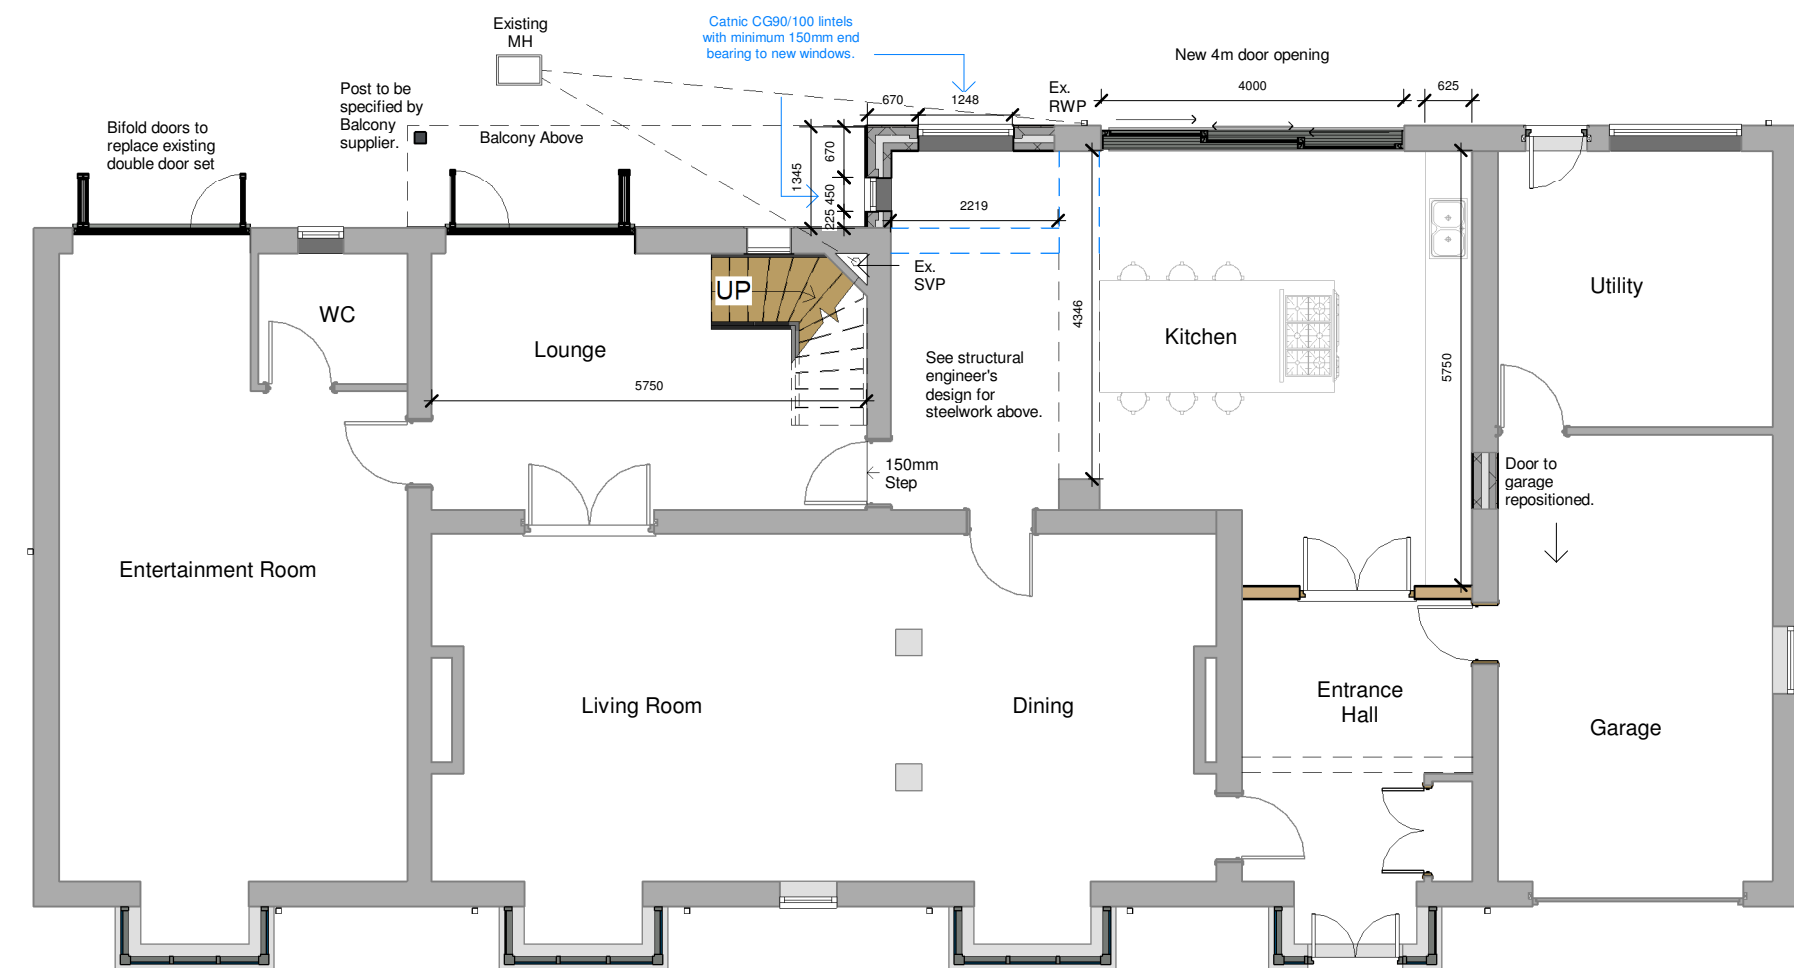 Existing
MH
Catnic CG90/100 lintels
with minimum 150mm end
bearing to new windows.
New 4m door opening
Post to be
specified by
Balcony
supplier.
Bifold doors to
replace existing
double door set
Balcony Above
670
1248
Ex.
RWP
4000
625
1345
670
450
225
2219
UP
Ex.
SVP
WC
Lounge
5750
4346
Kitchen
5750
Utility
See structural
engineer's
design for
steelwork above.
150mm
Step
Door to
garage
repositioned.
Entertainment Room
Living Room
Dining
Entrance
Hall
Garage